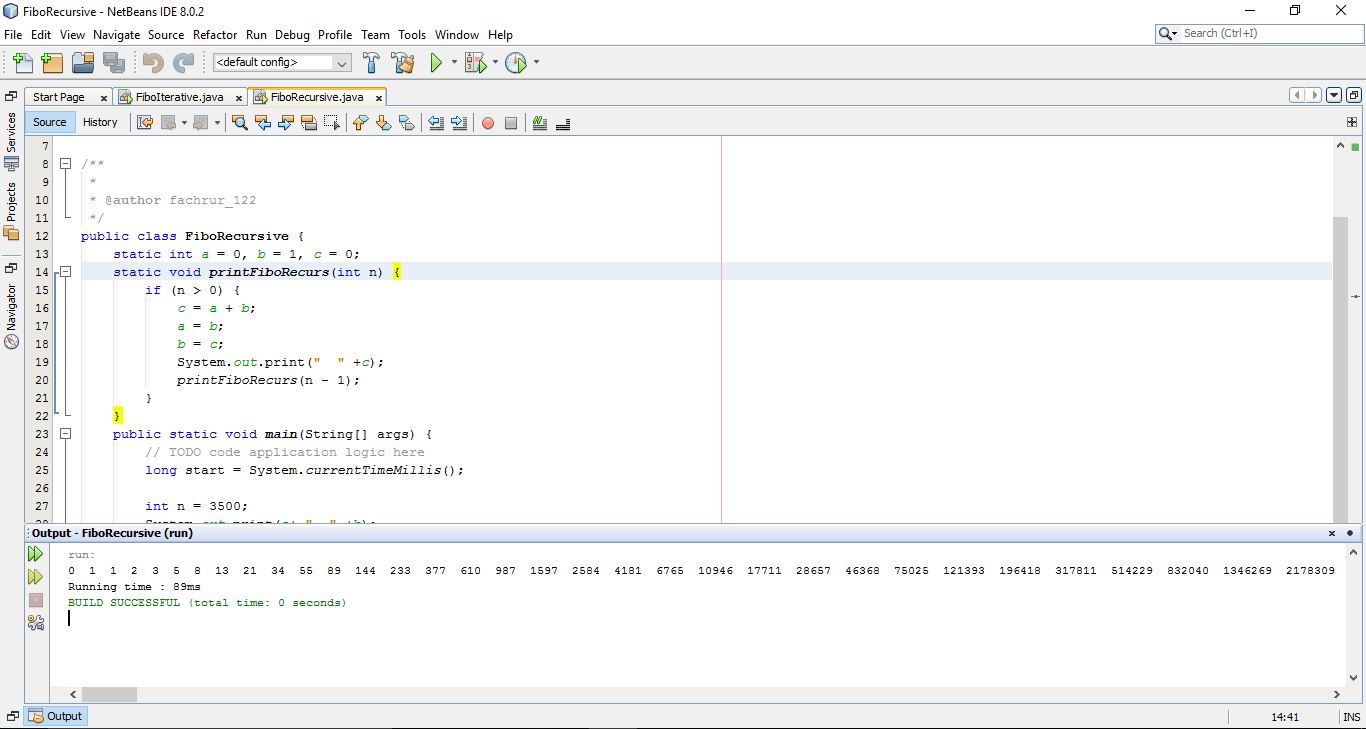 FiboRecursive - NetBeans IDE 8.0.2
File Edit View Navigate Source Refactor Run Debug Profile Team Tools Window Help
Search (Ctrl+I)
<default config>
Start Page x FiboIterative.java x FiboRecursive.java x
Source History
Services
Projects
Navigator
7
8 /**
9 *
10 * @author fachrur_122
11 */
12 public class FiboRecursive {
13 static int a = 0, b = 1, c = 0;
14 static void printFiboRecurs(int n) {
15 if (n > 0) {
16 c = a + b;
17 a = b;
18 b = c;
19 System.out.print("  " +c);
20 printFiboRecurs(n - 1);
21 }
22 }
23 public static void main(String[] args) {
24 // TODO code application logic here
25 long start = System.currentTimeMillis();
26
27 int n = 3500;
Output - FiboRecursive (run)
run:
0 1 1 2 3 5 8 13 21 34 55 89 144 233 377 610 987 1597 2584 4181 6765 10946 17711 28657 46368 75025 121393 196418 317811 514229 832040 1346269 2178309
Running time : 89ms
BUILD SUCCESSFUL (total time: 0 seconds)
Output
14:41 INS